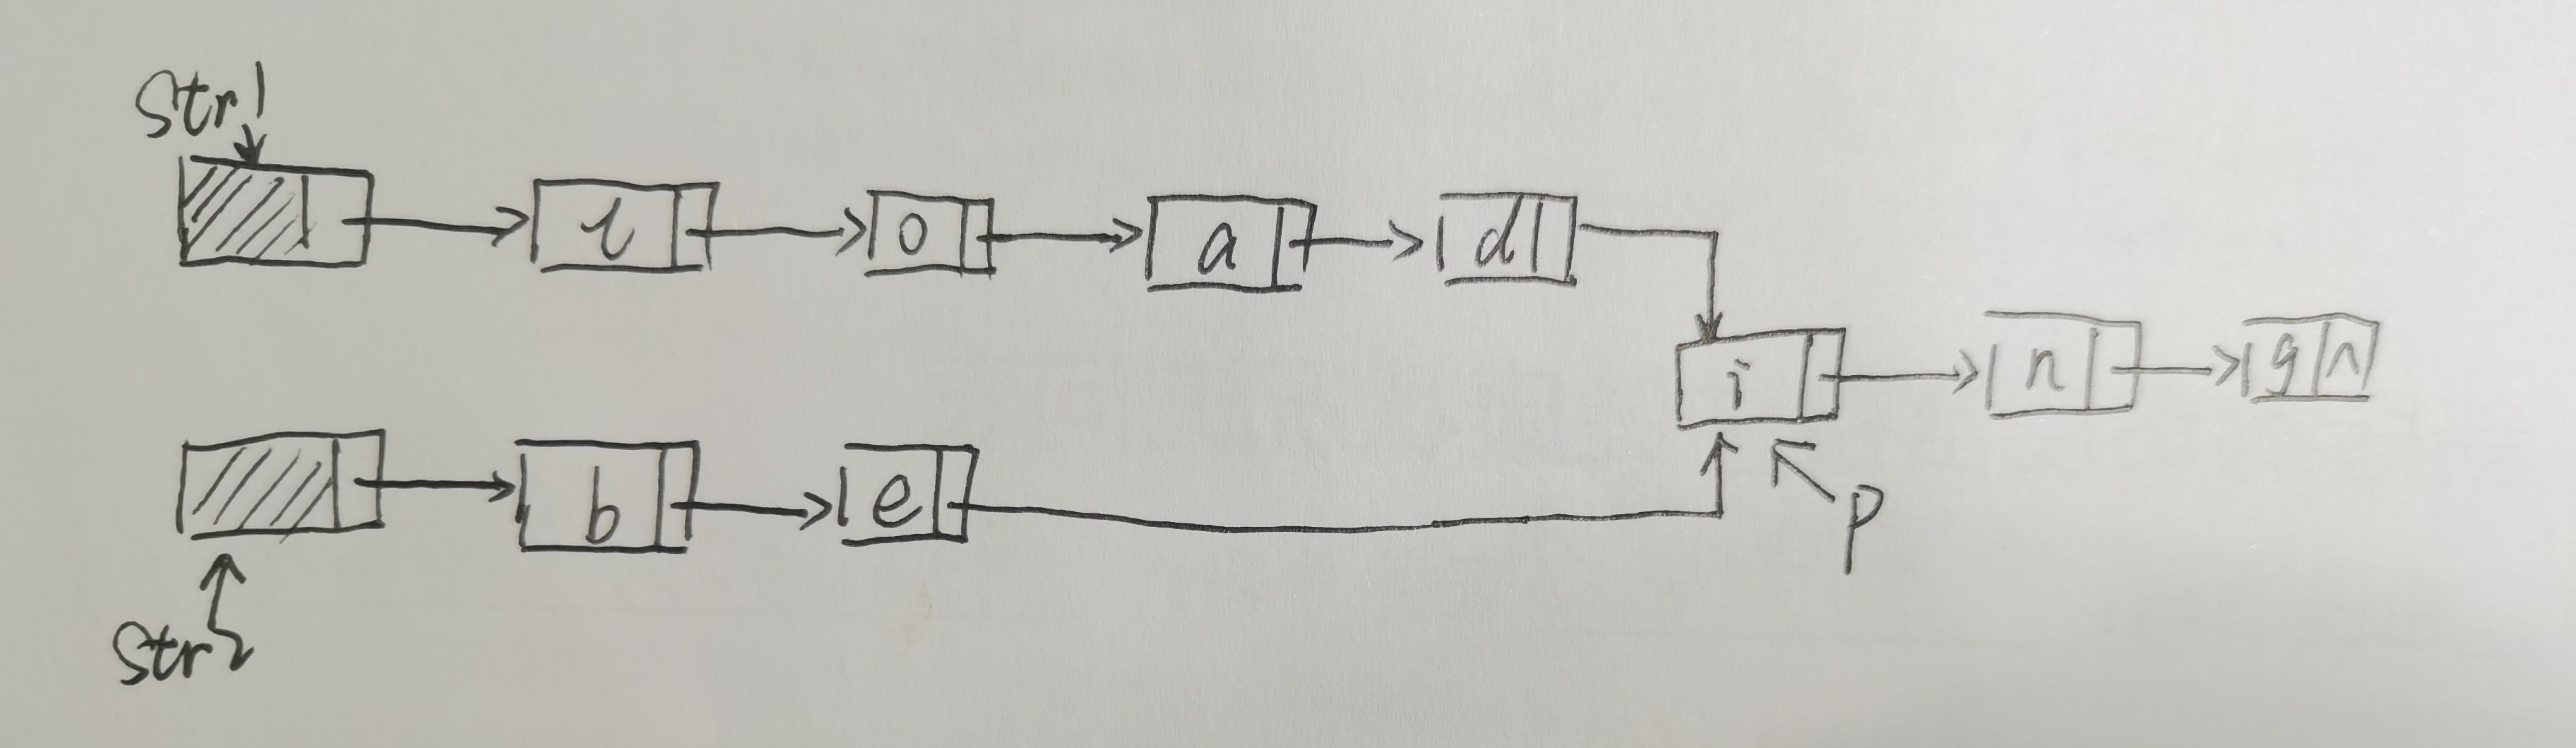 Str1
l o a d
i n g ∧
b e
p
Str2